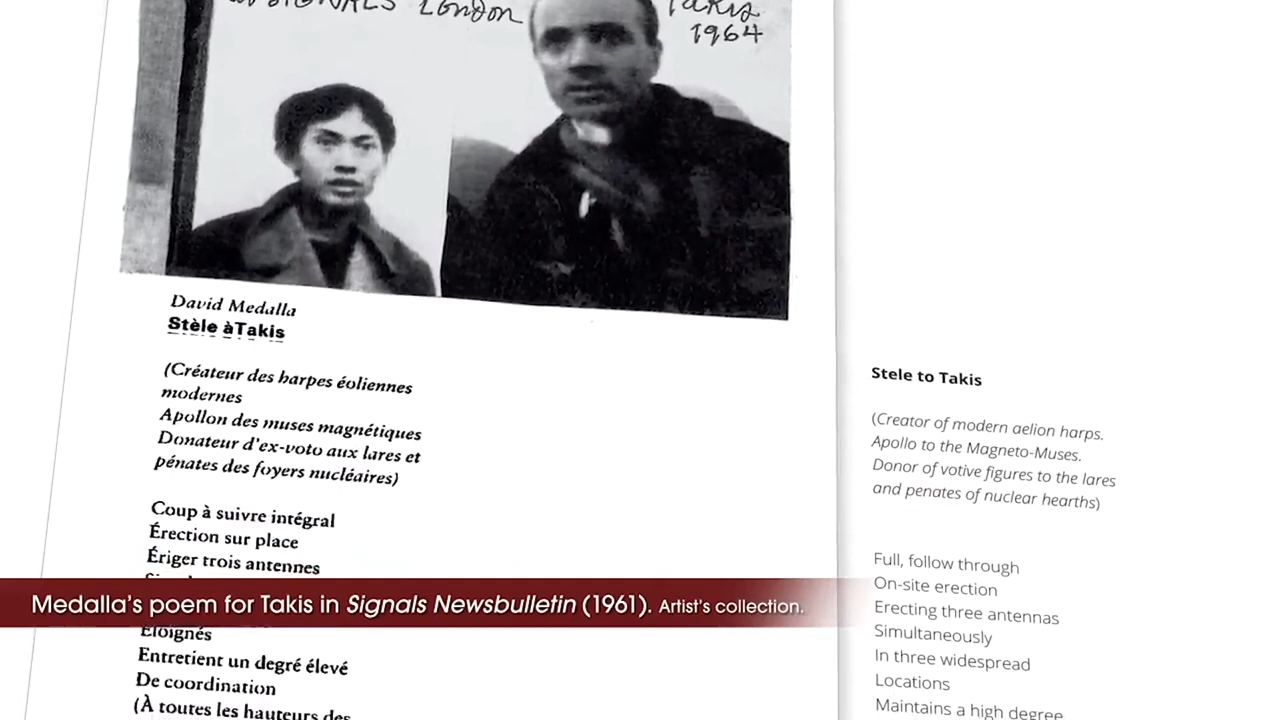 SIGNALS London
Takis
1964
David Medalla
Stèle àTakis
(Créateur des harpes éoliennes
modernes
Apollon des muses magnétiques
Donateur d'ex-voto aux lares et
pénates des foyers nucléaires)
Coup à suivre intégral
Érection sur place
Ériger trois antennes
Éloignés
Entretient un degré élevé
De coordination
(À toutes les hauteurs des
Medalla's poem for Takis in Signals Newsbulletin (1961). Artist's collection.
Stele to Takis
(Creator of modern aelion harps.
Apollo to the Magneto-Muses.
Donor of votive figures to the lares
and penates of nuclear hearths)
Full, follow through
On-site erection
Erecting three antennas
Simultaneously
In three widespread
Locations
Maintains a high degree